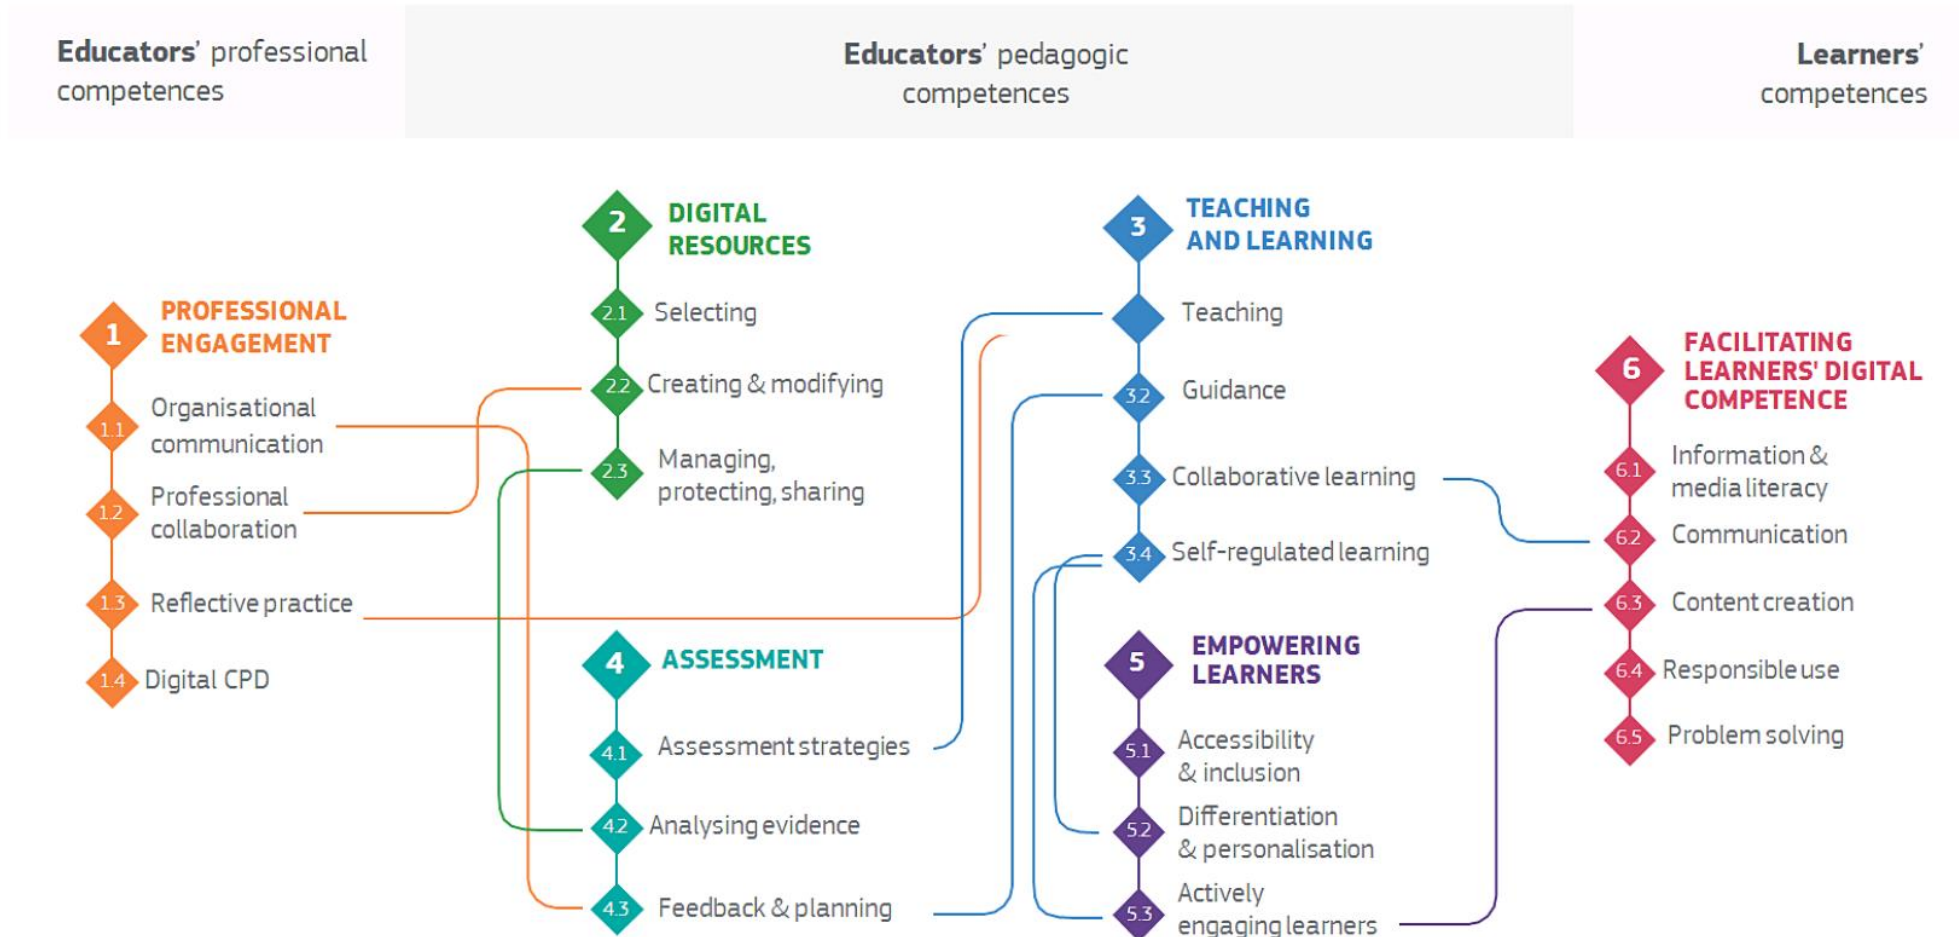 Educators' professional
competences
Educators' pedagogic
competences
Learners'
competences
1
PROFESSIONAL
ENGAGEMENT
1.1
Organisational
communication
1.2
Professional
collaboration
1.3
Reflective practice
1.4
Digital CPD
2
DIGITAL
RESOURCES
2.1
Selecting
2.2
Creating & modifying
2.3
Managing,
protecting, sharing
3
TEACHING
AND LEARNING
Teaching
3.2
Guidance
3.3
Collaborative learning
3.4
Self-regulated learning
4
ASSESSMENT
4.1
Assessment strategies
4.2
Analysing evidence
4.3
Feedback & planning
5
EMPOWERING
LEARNERS
5.1
Accessibility
& inclusion
5.2
Differentiation
& personalisation
5.3
Actively
engaging learners
6
FACILITATING
LEARNERS' DIGITAL
COMPETENCE
6.1
Information &
media literacy
6.2
Communication
6.3
Content creation
6.4
Responsible use
6.5
Problem solving